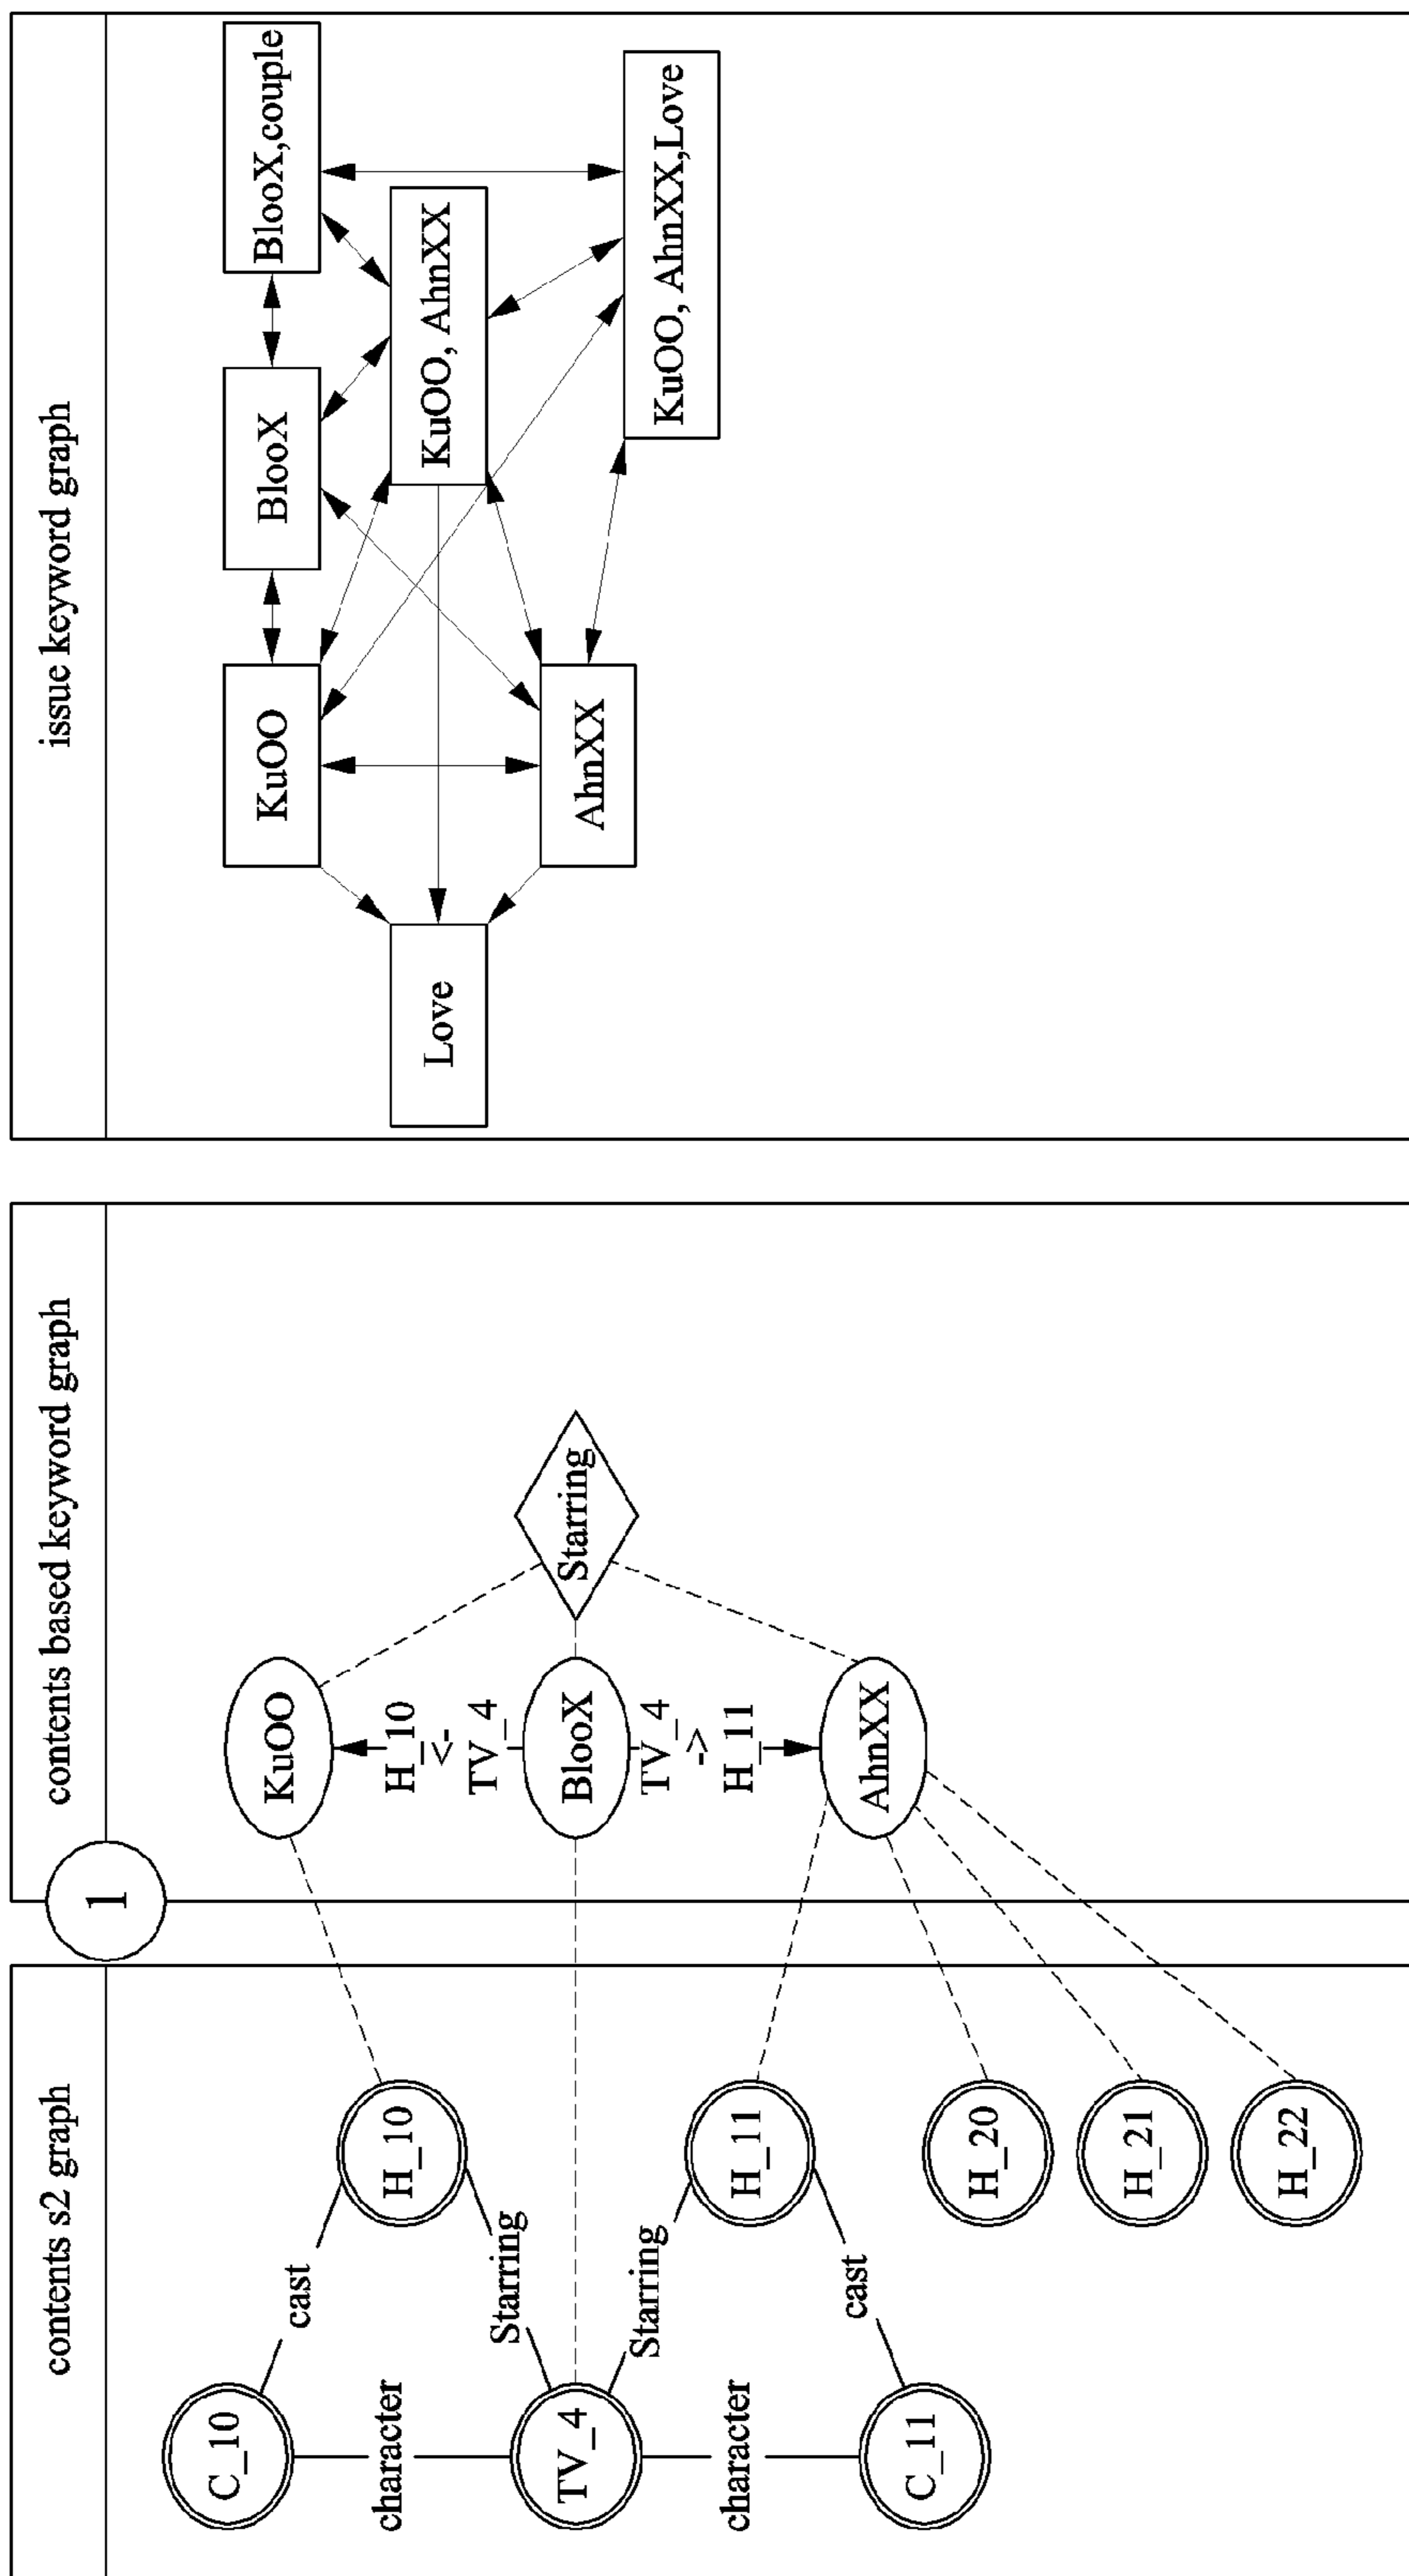 contents s2 graph
C_10
cast
H_10
character
Starring
TV_4
Starring
H_11
character
cast
C_11
H_20
H_21
H_22
1
contents based keyword graph
KuOO
H_10
<-
TV_4
BlooX
Starring
TV_4
->
H_11
AhnXX
issue keyword graph
KuOO
BlooX
BlooX,couple
Love
KuOO, AhnXX
AhnXX
KuOO, AhnXX,Love